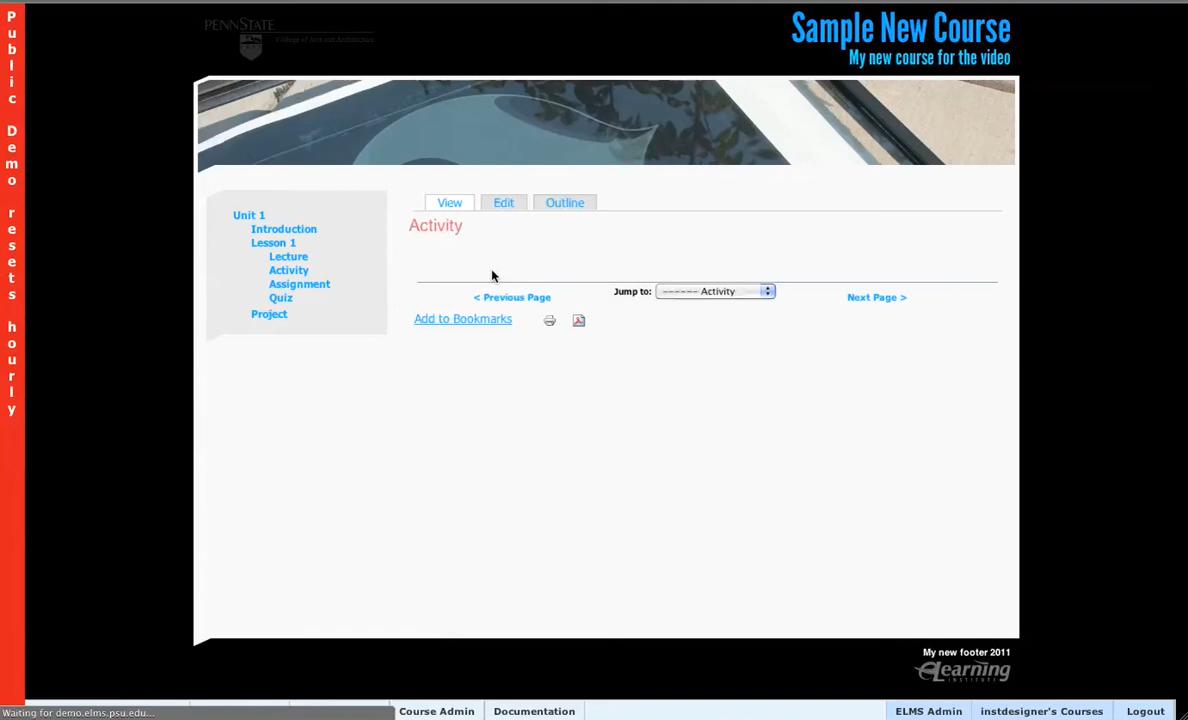 Public Demo resets hourly
PENNSTATE
Sample New Course
My new course for the video
View
Edit
Outline
Activity
Unit 1
Introduction
Lesson 1
Lecture
Activity
Assignment
Quiz
Project
< Previous Page
Jump to:
------ Activity
Next Page >
Add to Bookmarks
My new footer 2011
eLearning
INSTITUTE
Waiting for demo.elms.psu.edu...
Course Admin
Documentation
ELMS Admin
instdesigner's Courses
Logout